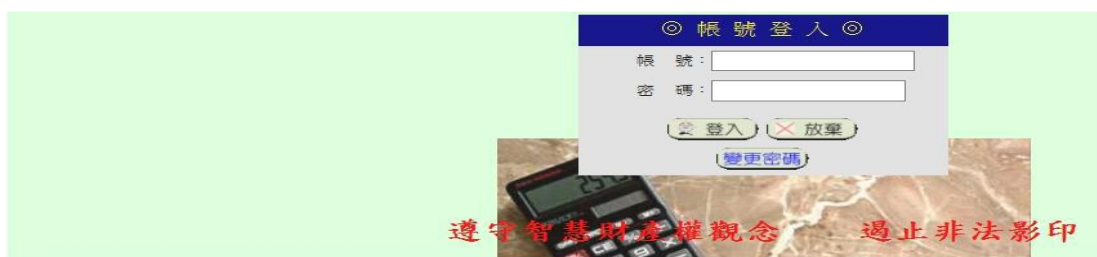 ◎ 帳 號 登 入 ◎
帳 號：
密 碼：
登入 放棄
變更密碼
遵守智慧財產權觀念 遏止非法影印